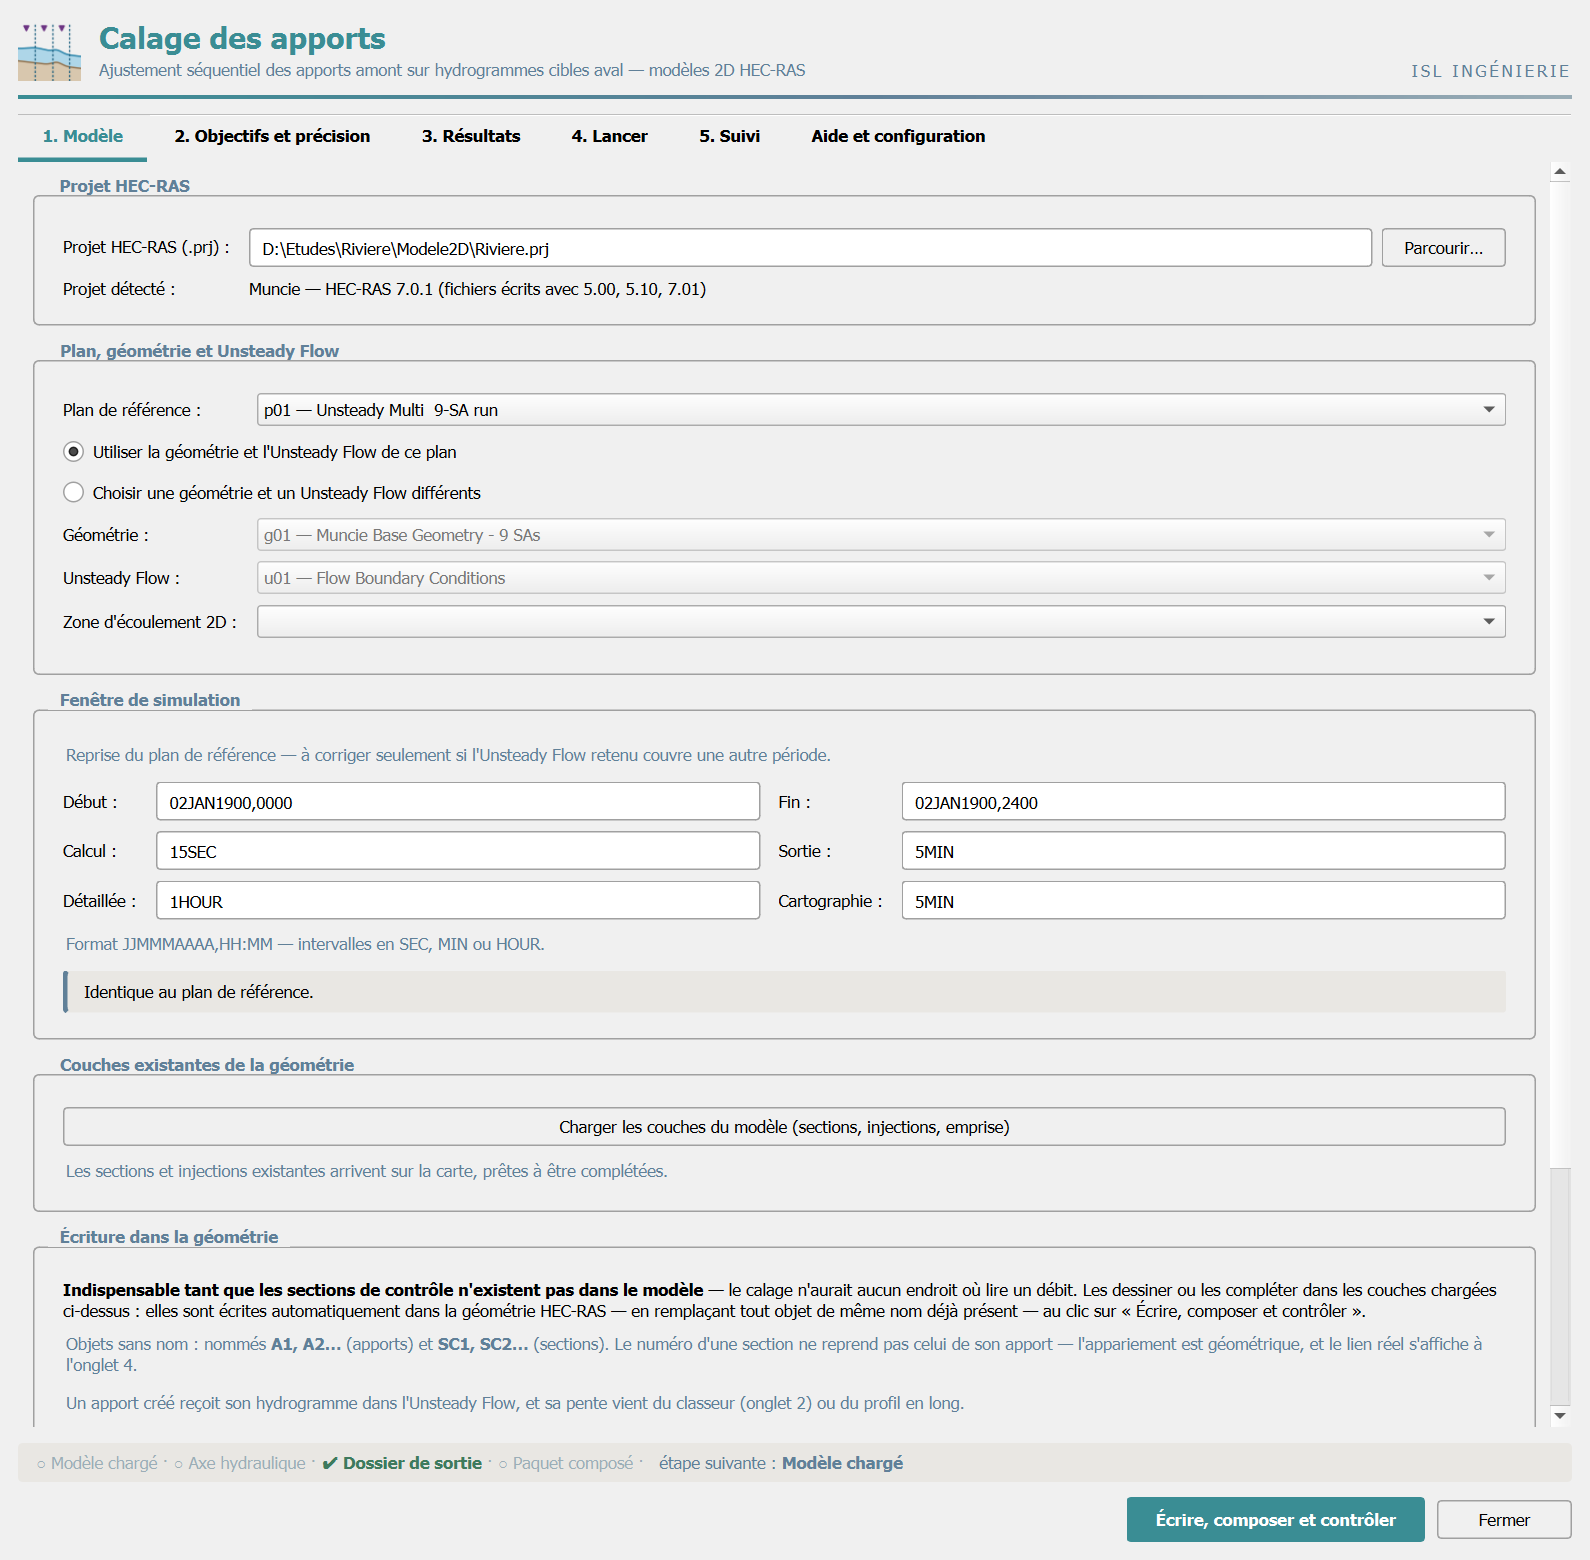 Calage des apports
Ajustement séquentiel des apports amont sur hydrogrammes cibles aval — modèles 2D HEC-RAS
ISL INGÉNIERIE
1. Modèle
2. Objectifs et précision
3. Résultats
4. Lancer
5. Suivi
Aide et configuration
Projet HEC-RAS
Projet HEC-RAS (.prj) :
D:\Etudes\Riviere\Modele2D\Riviere.prj
Parcourir...
Projet détecté :
Muncie — HEC-RAS 7.0.1 (fichiers écrits avec 5.00, 5.10, 7.01)
Plan, géométrie et Unsteady Flow
Plan de référence :
p01 — Unsteady Multi  9-SA run
Utiliser la géométrie et l'Unsteady Flow de ce plan
Choisir une géométrie et un Unsteady Flow différents
Géométrie :
g01 — Muncie Base Geometry - 9 SAs
Unsteady Flow :
u01 — Flow Boundary Conditions
Zone d'écoulement 2D :
Fenêtre de simulation
Reprise du plan de référence — à corriger seulement si l'Unsteady Flow retenu couvre une autre période.
Début :
02JAN1900,0000
Fin :
02JAN1900,2400
Calcul :
15SEC
Sortie :
5MIN
Détaillée :
1HOUR
Cartographie :
5MIN
Format JJMMMAAAA,HH:MM — intervalles en SEC, MIN ou HOUR.
Identique au plan de référence.
Couches existantes de la géométrie
Charger les couches du modèle (sections, injections, emprise)
Les sections et injections existantes arrivent sur la carte, prêtes à être complétées.
Écriture dans la géométrie
Indispensable tant que les sections de contrôle n'existent pas dans le modèle — le calage n'aurait aucun endroit où lire un débit. Les dessiner ou les compléter dans les couches chargées
ci-dessus : elles sont écrites automatiquement dans la géométrie HEC-RAS — en remplaçant tout objet de même nom déjà présent — au clic sur « Écrire, composer et contrôler ».
Objets sans nom : nommés A1, A2... (apports) et SC1, SC2... (sections). Le numéro d'une section ne reprend pas celui de son apport — l'appariement est géométrique, et le lien réel s'affiche à
l'onglet 4.
Un apport créé reçoit son hydrogramme dans l'Unsteady Flow, et sa pente vient du classeur (onglet 2) ou du profil en long.
○ Modèle chargé · ○ Axe hydraulique · ✔ Dossier de sortie · ○ Paquet composé · étape suivante : Modèle chargé
Écrire, composer et contrôler
Fermer